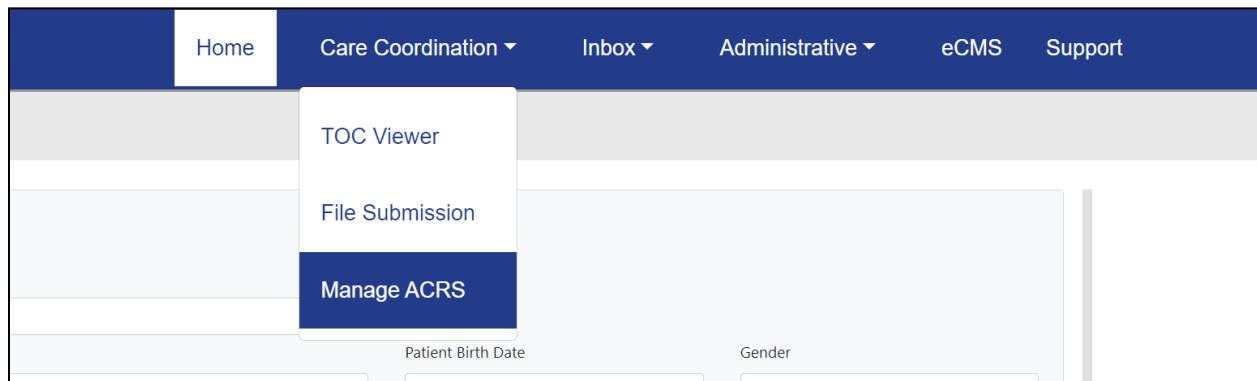 Home Care Coordination Inbox Administrative eCMS Support
TOC Viewer
File Submission
Manage ACRS
Patient Birth Date Gender